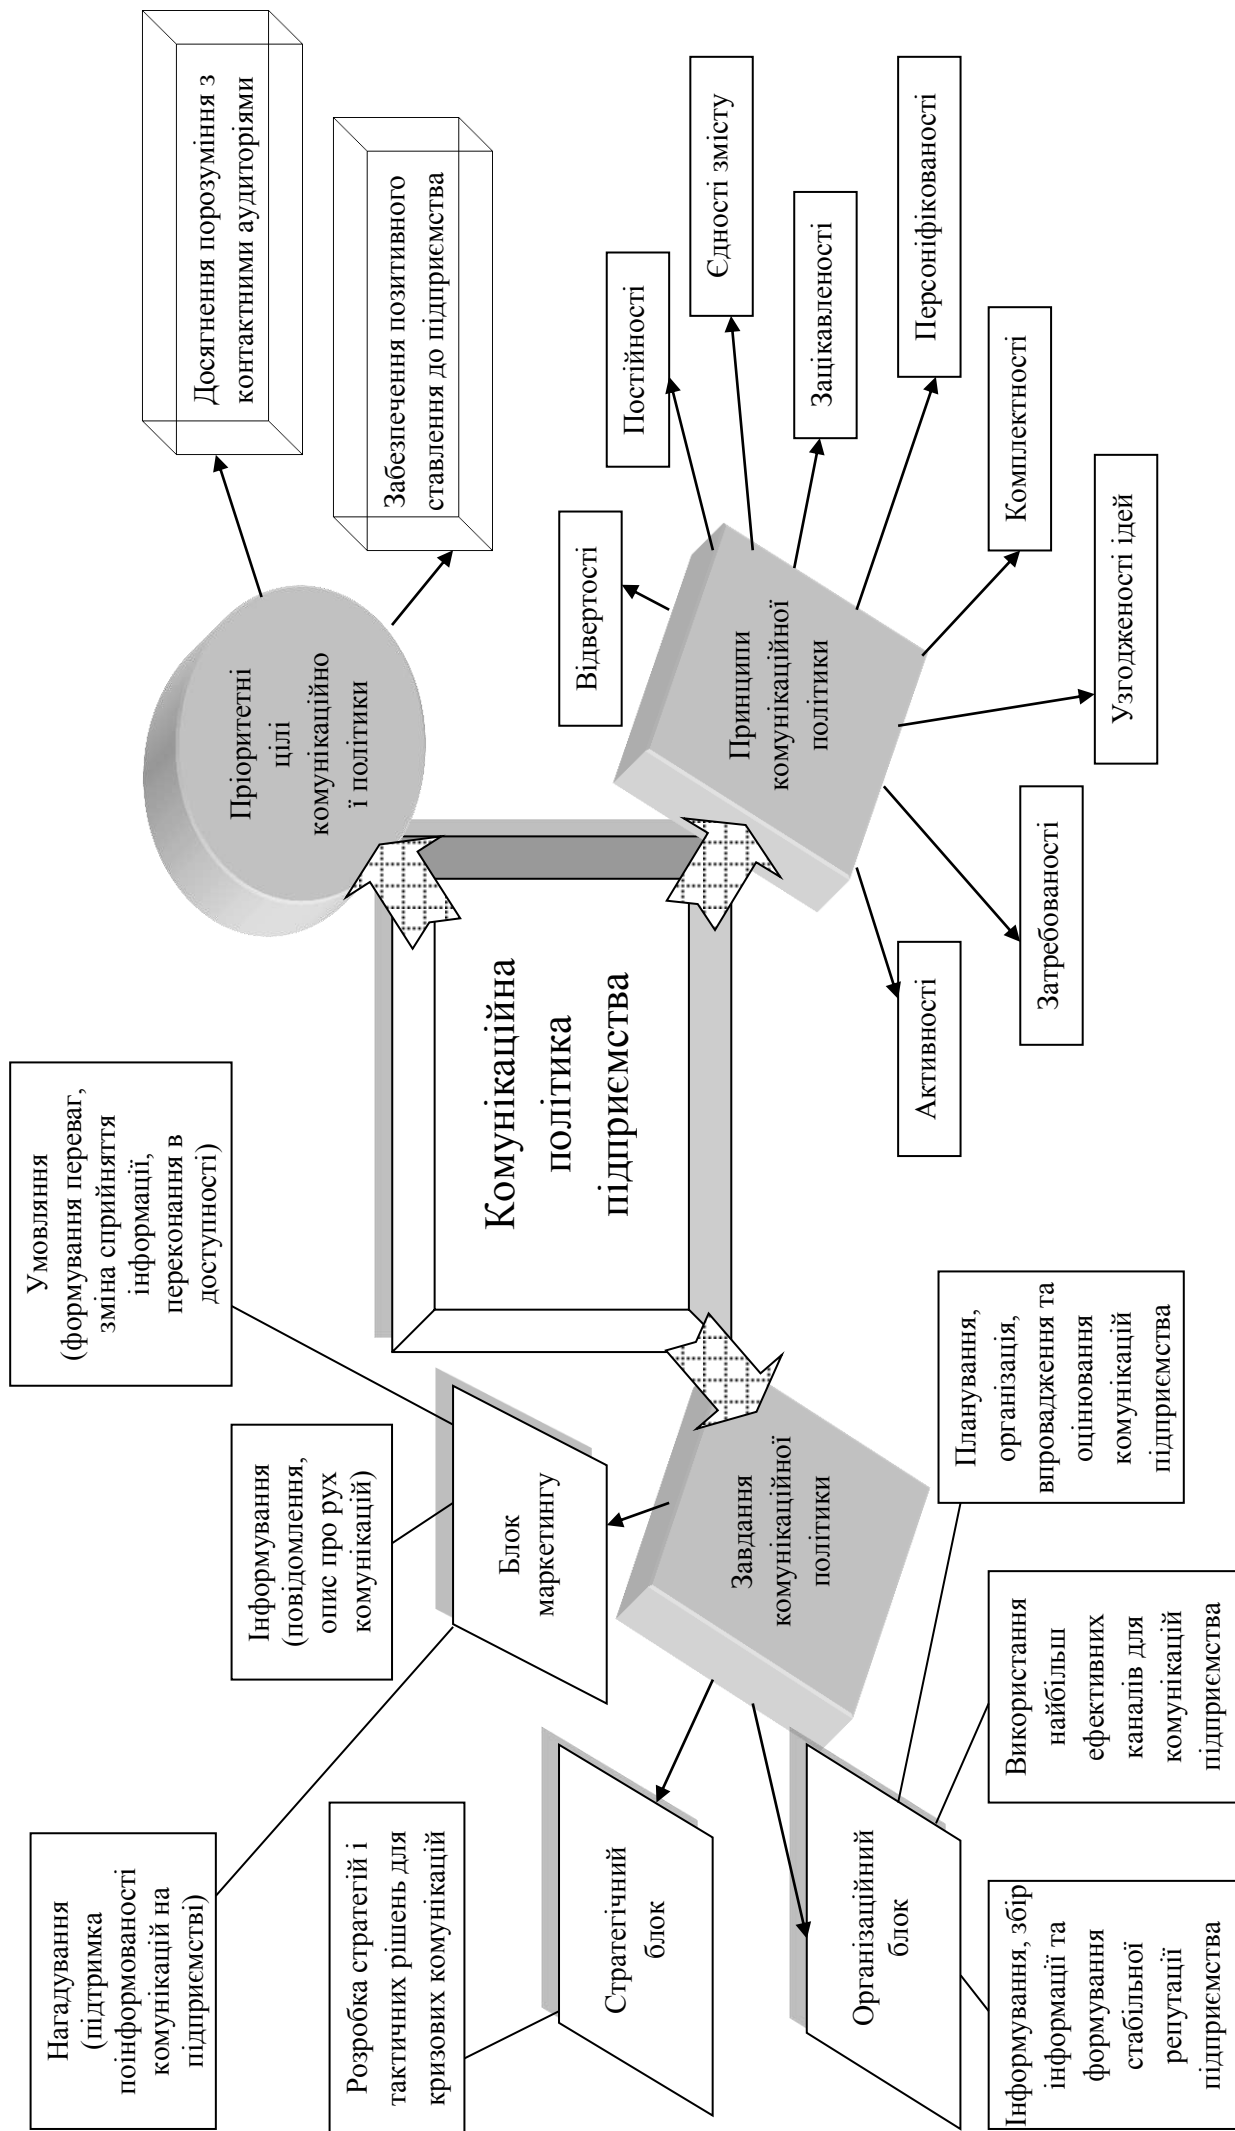 Нагадування
(підтримка
поінформованості
комунікацій на
підприємстві)
Інформування
(повідомлення,
опис про рух
комунікацій)
Умовляння
(формування переваг,
зміна сприйняття
інформації,
переконання в
доступності)
Досягнення порозуміння з
контактними аудиторіями
Забезпечення позитивного
ставлення до підприємства
Пріоритетні
цілі
комунікаційно
ї політики
Розробка стратегій і
тактичних рішень для
кризових комунікацій
Блок
маркетингу
Комунікаційна
політика
підприємства
Стратегічний
блок
Завдання
комунікаційної
політики
Принципи
комунікаційної
політики
Відвертості
Постійності
Єдності змісту
Зацікавленості
Персоніфікованості
Комплектності
Узгодженості ідей
Затребованості
Активності
Організаційний
блок
Планування,
організація,
впровадження та
оцінювання
комунікацій
підприємства
Використання
найбільш
ефективних
каналів для
комунікацій
підприємства
Інформування, збір
інформації та
формування
стабільної
репутації
підприємства